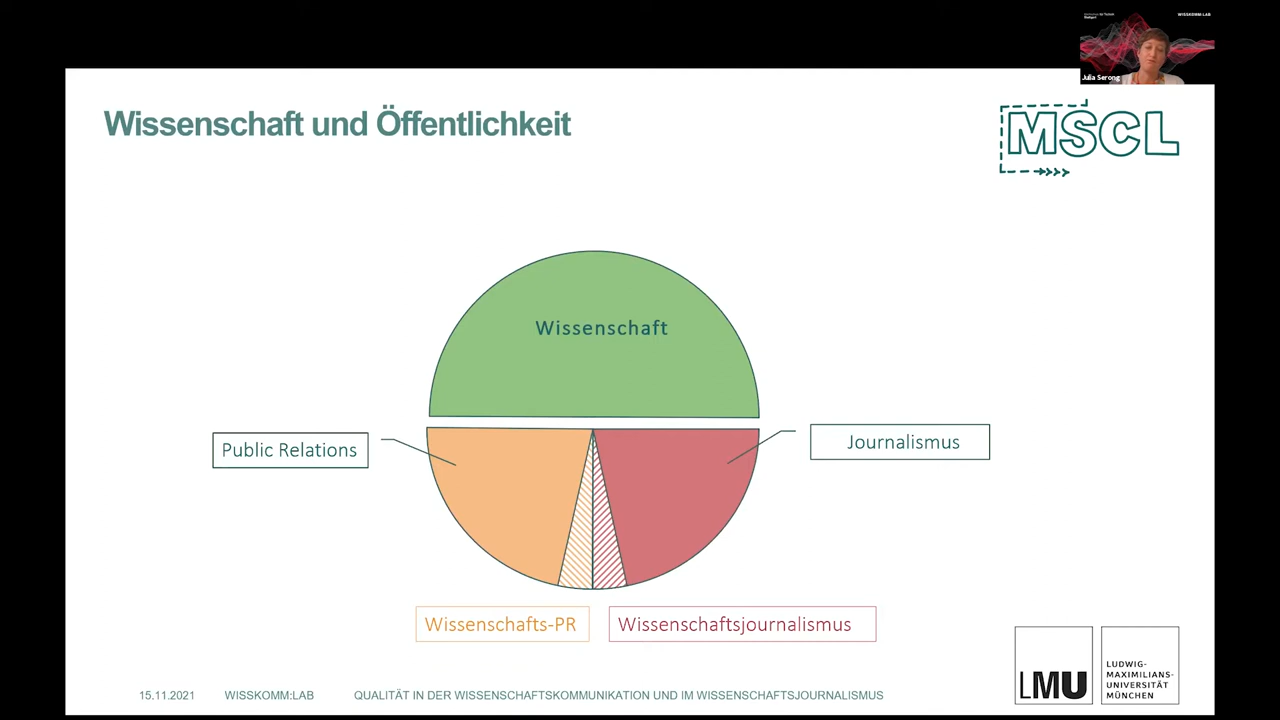 WISSKOMM:LAB
Julia Serong
Wissenschaft und Öffentlichkeit
MSCL
Wissenschaft
Public Relations
Journalismus
Wissenschafts-PR
Wissenschaftsjournalismus
LMU
LUDWIG-
MAXIMILIANS-
UNIVERSITÄT
MÜNCHEN
15.11.2021 WISSKOMM:LAB QUALITÄT IN DER WISSENSCHAFTSKOMMUNIKATION UND IM WISSENSCHAFTSJOURNALISMUS